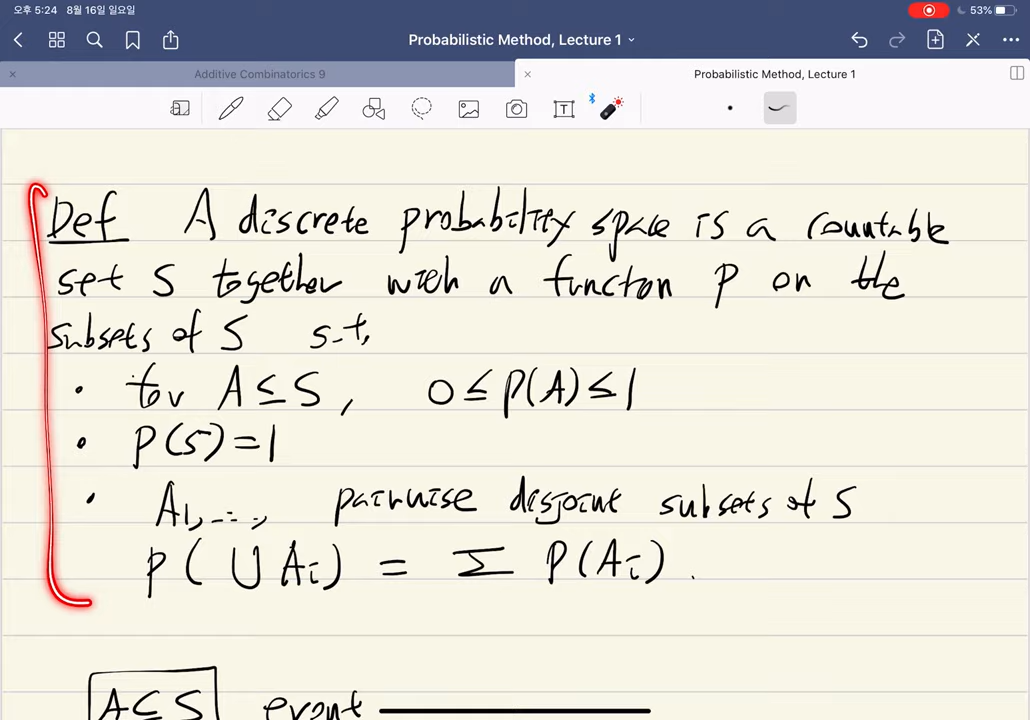 오후 5:24 8월 16일 일요일
53%
Probabilistic Method, Lecture 1
Additive Combinatorics 9
Probabilistic Method, Lecture 1
T
Def A discrete probability space is a countable
set S together with a function P on the
subsets of S s.t.
• for A ⊆ S, 0 ≤ P(A) ≤ 1
• P(S) = 1
• A1, ..., pairwise disjoint subsets of S
P( ∪ Ai ) = Σ P(Ai).
A ⊆ S event